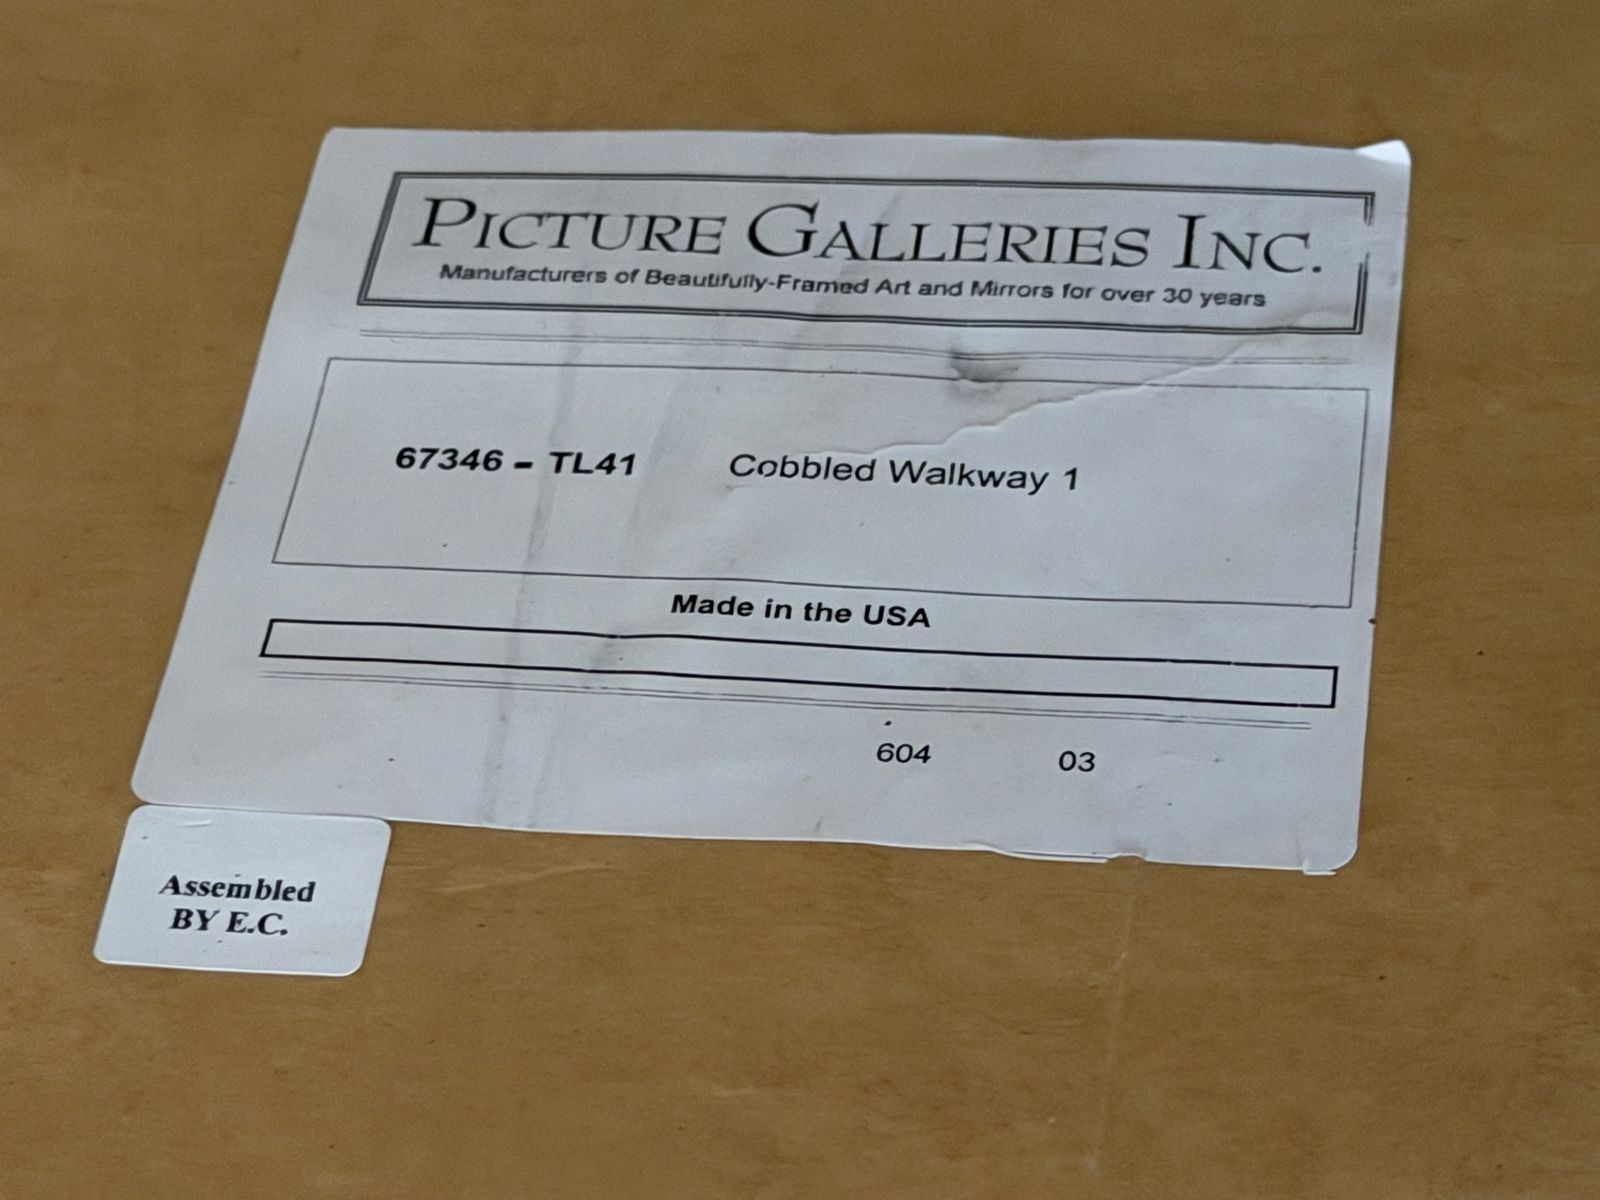 PICTURE GALLERIES INC.
Manufacturers of Beautifully-Framed Art and Mirrors for over 30 years
67346 - TL41 Cobbled Walkway 1
Made in the USA
604 03
Assembled
BY E.C.